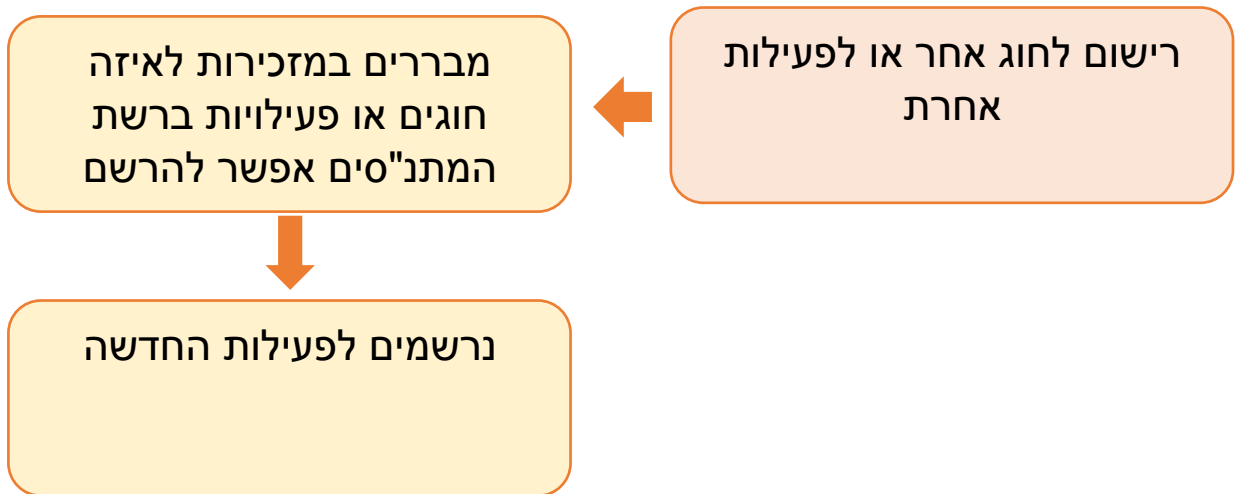 רישום לחוג אחר או לפעילות
אחרת
מבררים במזכירות לאיזה
חוגים או פעילויות ברשת
המתנ"סים אפשר להרשם
נרשמים לפעילות החדשה